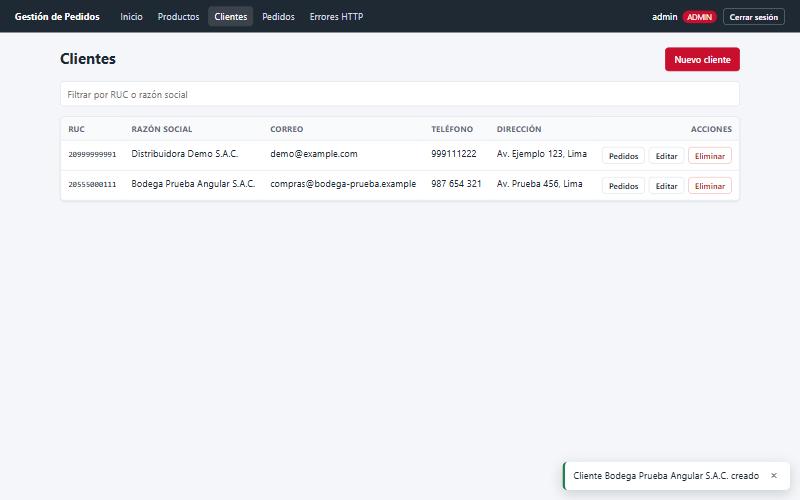 Gestión de Pedidos Inicio Productos Clientes Pedidos Errores HTTP admin ADMIN Cerrar sesión
Clientes Nuevo cliente
Filtrar por RUC o razón social
RUC RAZÓN SOCIAL CORREO TELÉFONO DIRECCIÓN ACCIONES
20999999991 Distribuidora Demo S.A.C. demo@example.com 999111222 Av. Ejemplo 123, Lima Pedidos Editar Eliminar
20555000111 Bodega Prueba Angular S.A.C. compras@bodega-prueba.example 987 654 321 Av. Prueba 456, Lima Pedidos Editar Eliminar
Cliente Bodega Prueba Angular S.A.C. creado ×